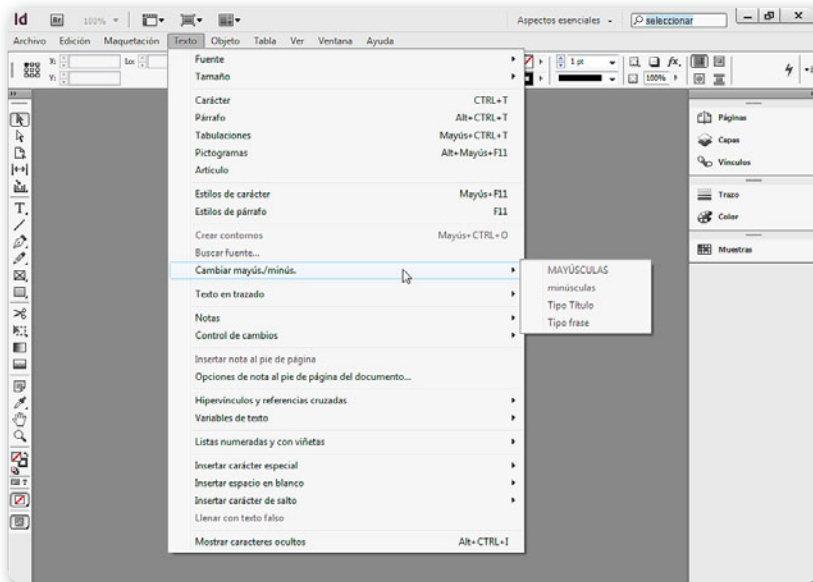 Id Br 100% Aspectos esenciales seleccionar
Archivo Edición Maquetación Texto Objeto Tabla Ver Ventana Ayuda
X:
Y:
1 pt
100%
fx.
Fuente
Tamaño
Carácter CTRL+T
Párrafo Alt+CTRL+T
Tabulaciones Mayús+CTRL+T
Pictogramas Alt+Mayús+F11
Artículo
Estilos de carácter Mayús+F11
Estilos de párrafo F11
Crear contornos Mayús+CTRL+O
Buscar fuente...
Cambiar mayús./minús.
Texto en trazado
Notas
Control de cambios
Insertar nota al pie de página
Opciones de nota al pie de página del documento...
Hipervínculos y referencias cruzadas
Variables de texto
Listas numeradas y con viñetas
Insertar carácter especial
Insertar espacio en blanco
Insertar carácter de salto
Llenar con texto falso
Mostrar caracteres ocultos Alt+CTRL+I
MAYÚSCULAS
minúsculas
Tipo Título
Tipo frase
Páginas
Capas
Vínculos
Trazo
Color
Muestras